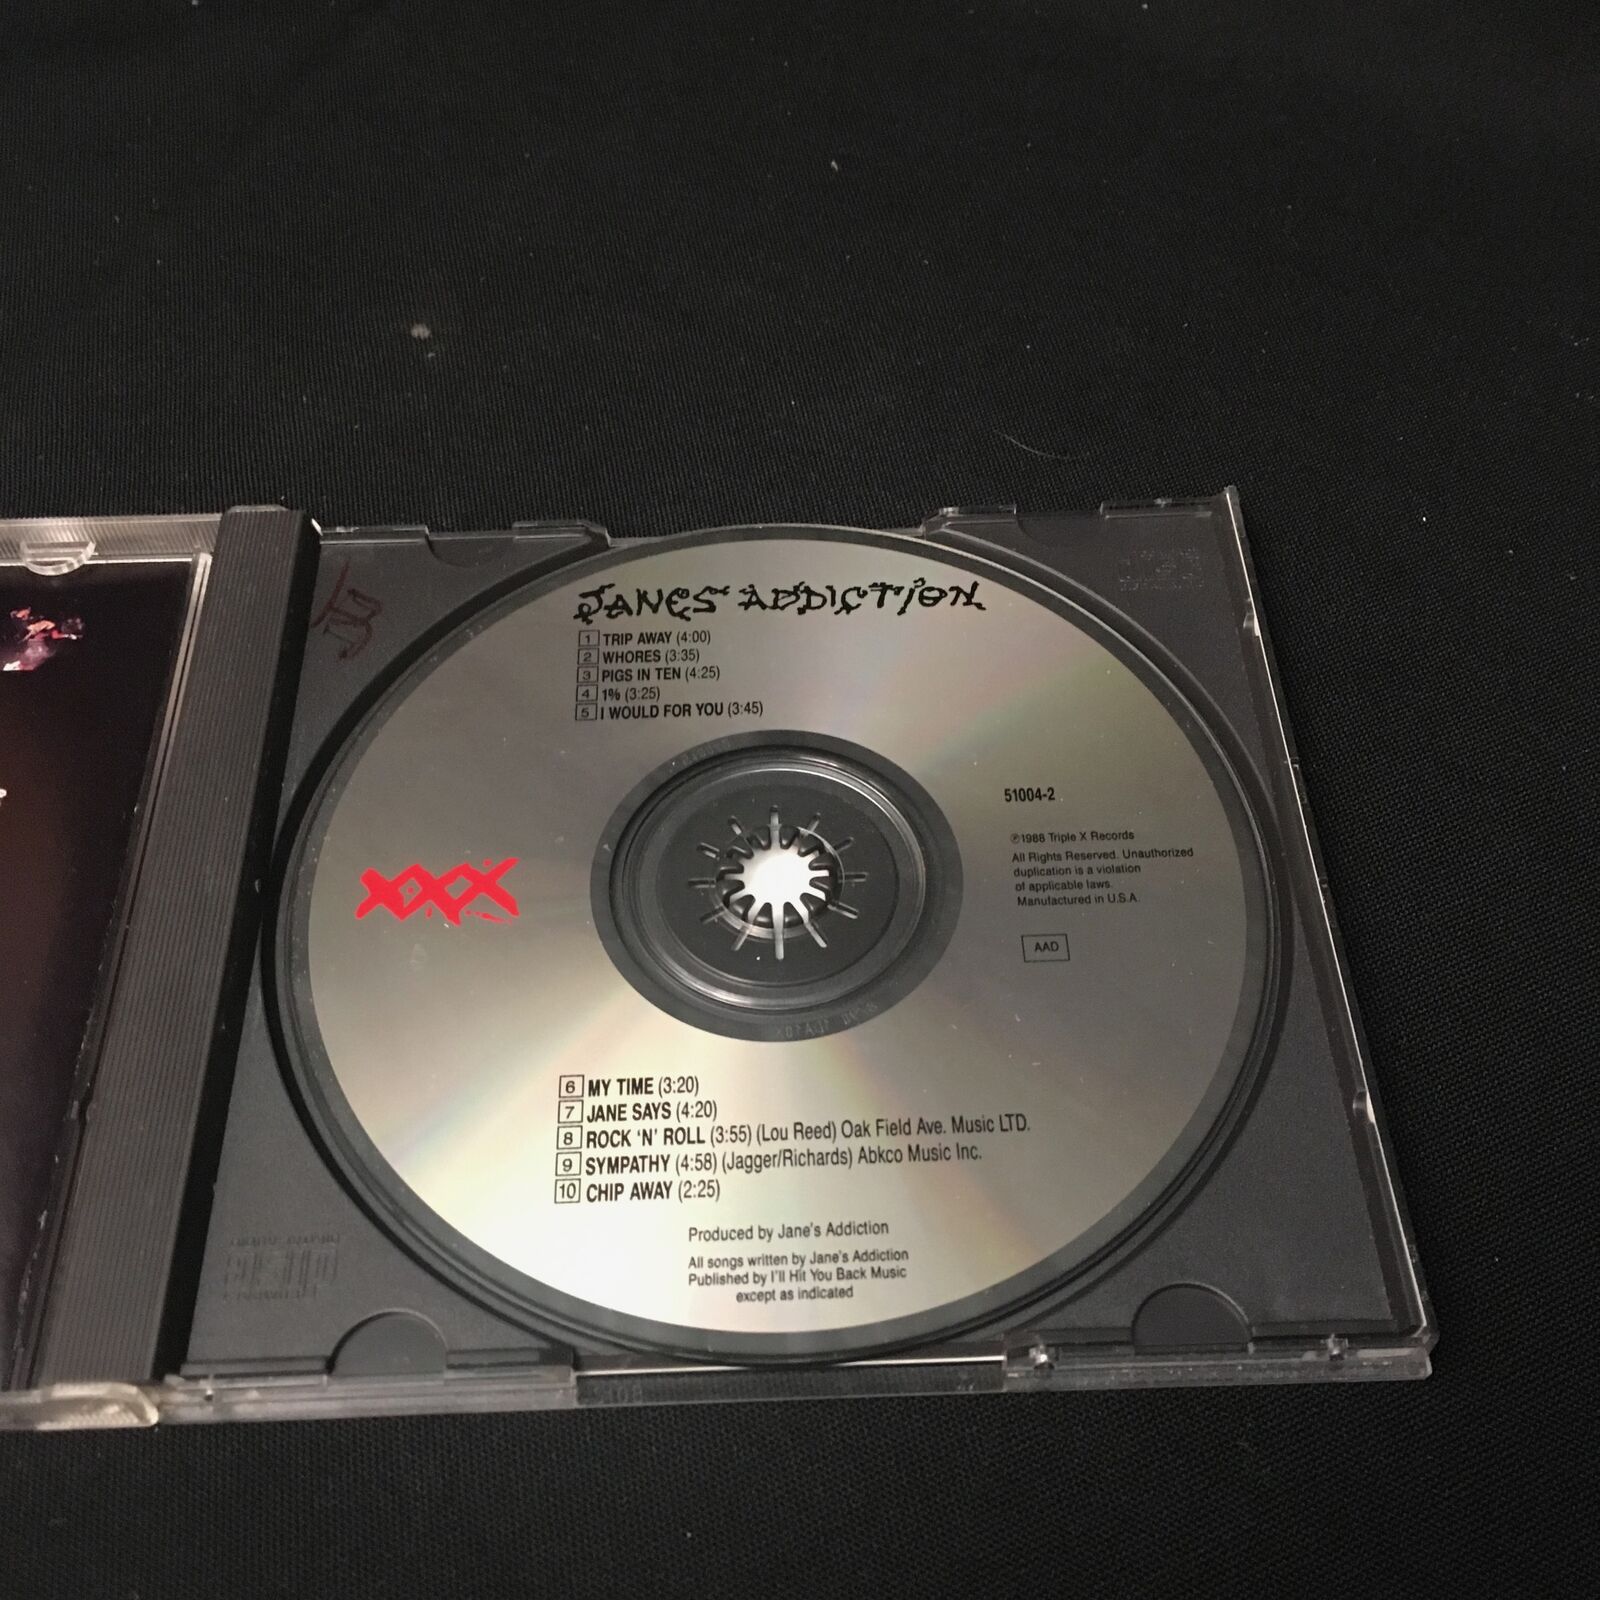 JANES ADDICTION
1 TRIP AWAY (4:00)
2 WHORES (3:35)
3 PIGS IN TEN (4:25)
4 1% (3:25)
5 I WOULD FOR YOU (3:45)
51004-2
℗1988 Triple X Records
All Rights Reserved. Unauthorized
duplication is a violation
of applicable laws.
Manufactured in U.S.A.
AAD
XXX
6 MY TIME (3:20)
7 JANE SAYS (4:20)
8 ROCK 'N' ROLL (3:55) (Lou Reed) Oak Field Ave. Music LTD.
9 SYMPATHY (4:58) (Jagger/Richards) Abkco Music Inc.
10 CHIP AWAY (2:25)
Produced by Jane's Addiction
All songs written by Jane's Addiction
Published by I'll Hit You Back Music
except as indicated